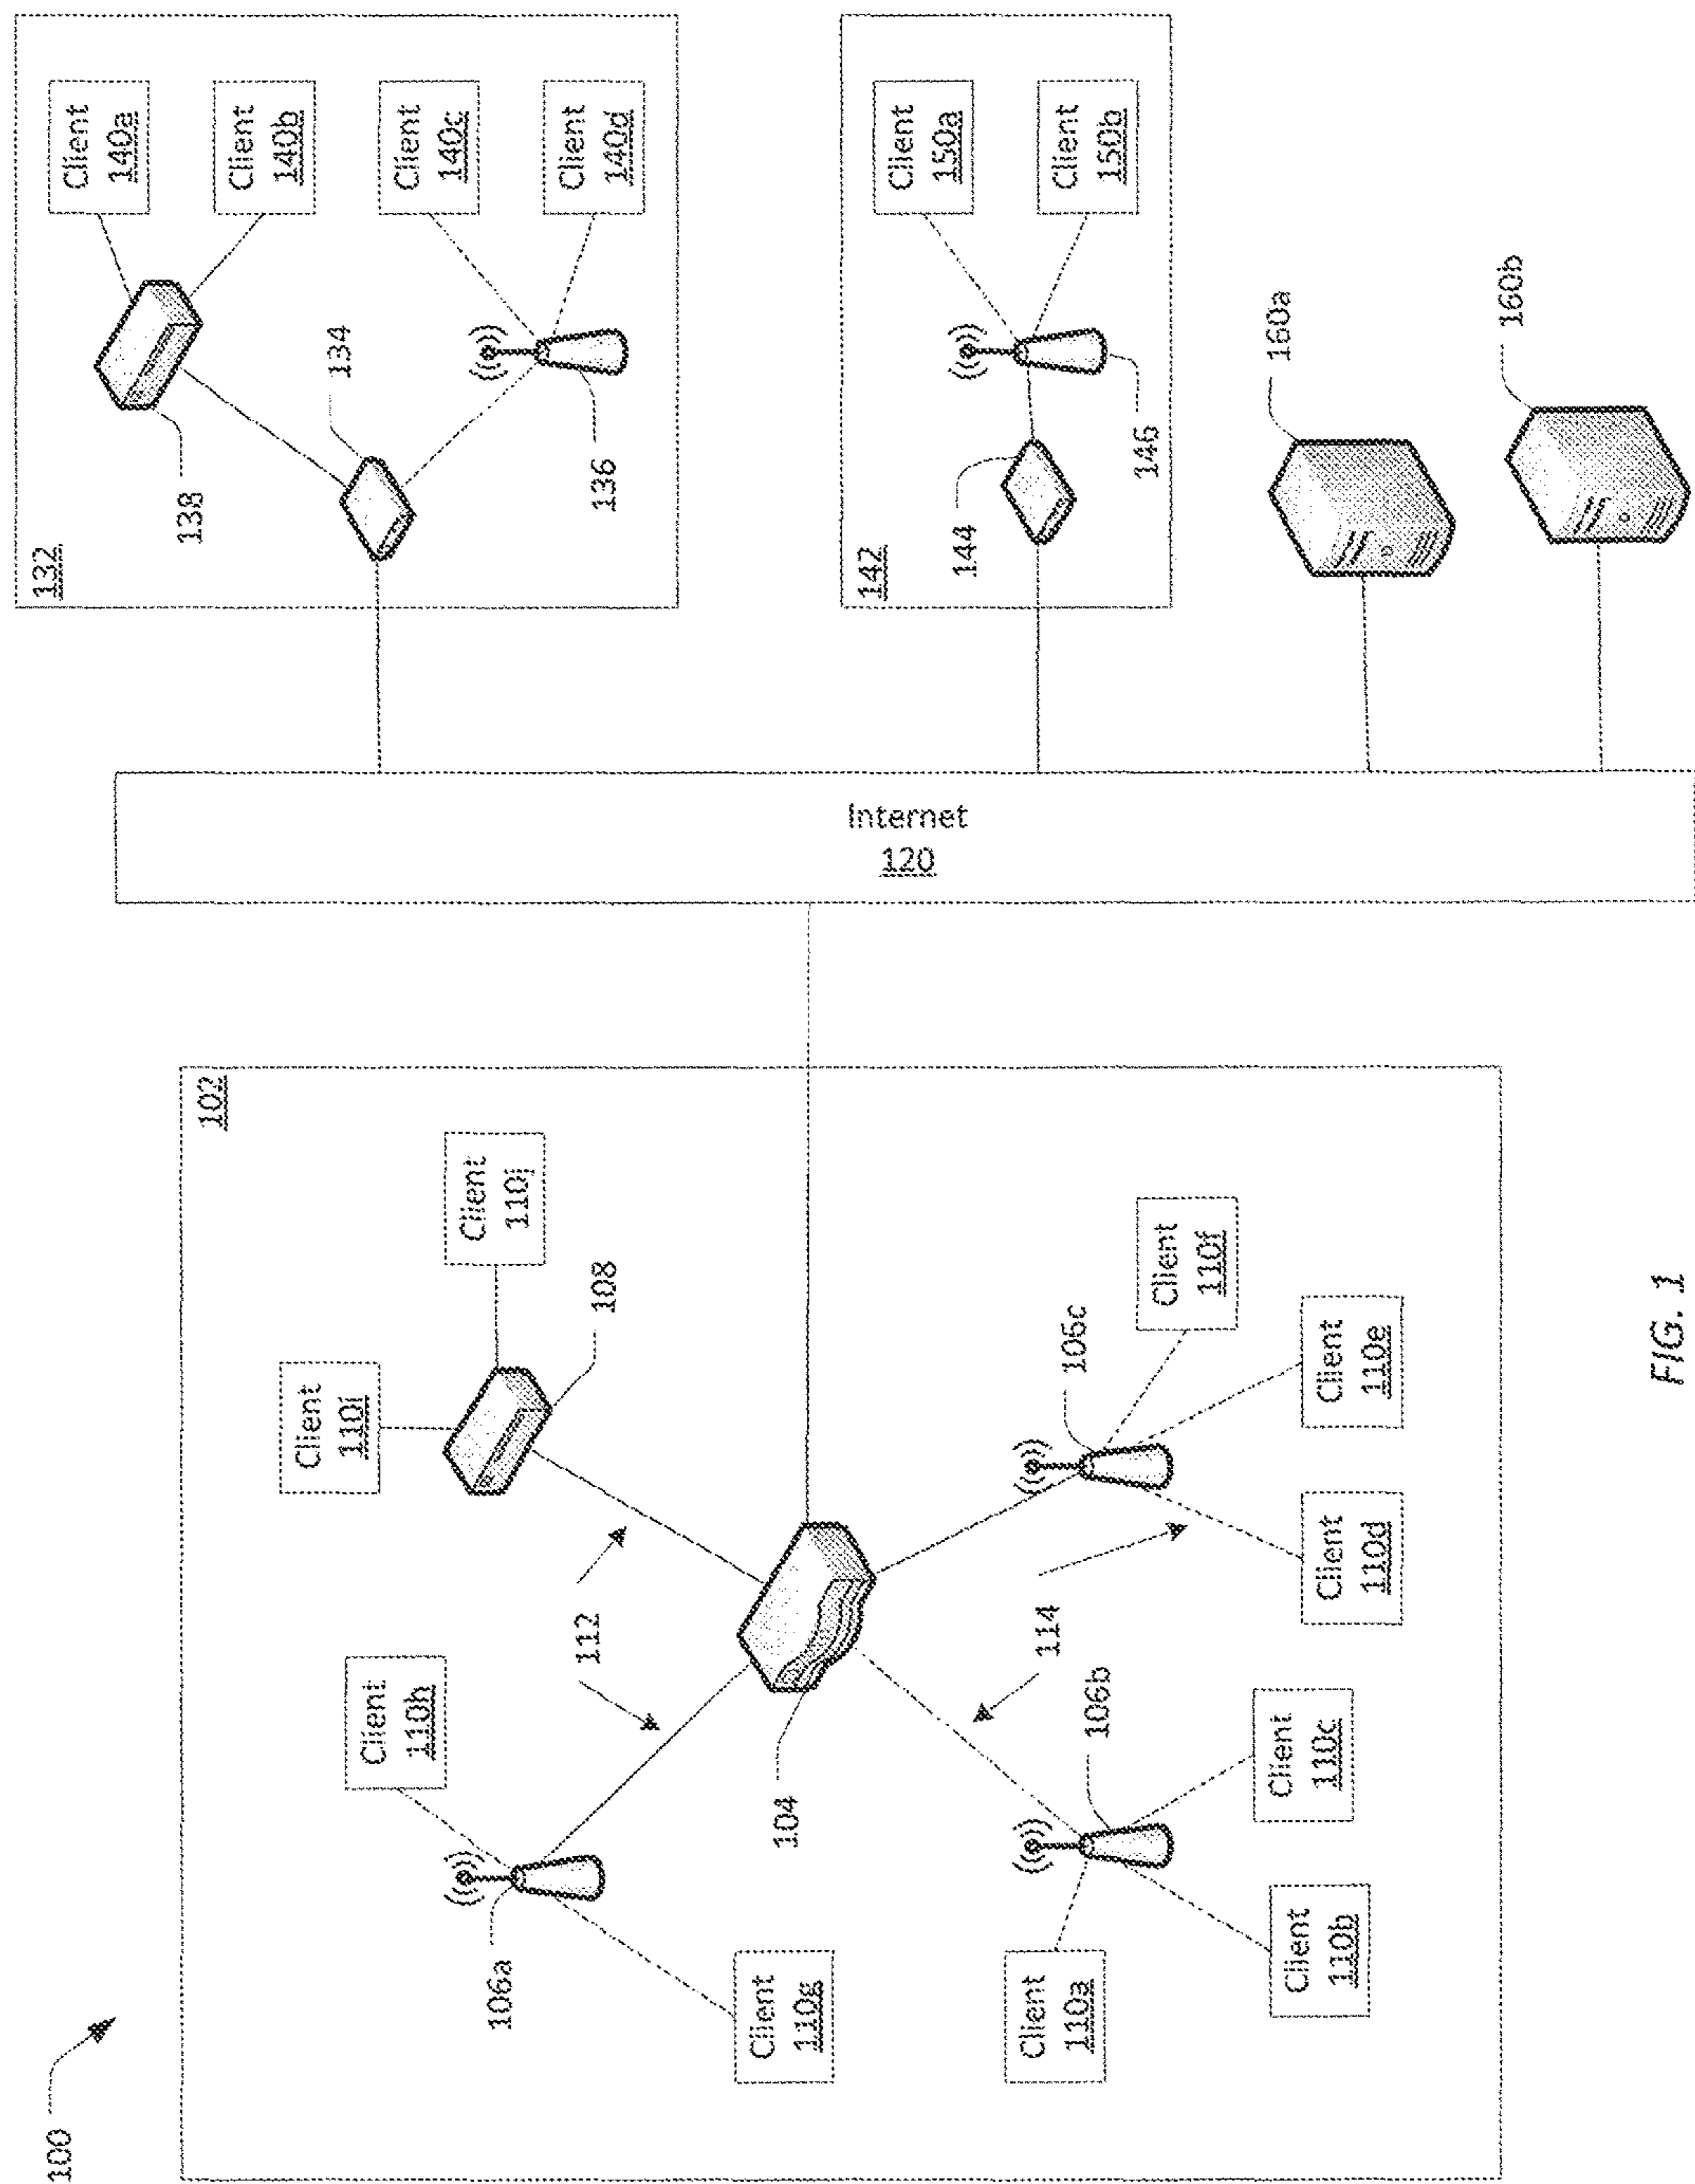 100
102
Client
110i
Client
110h
Client
110j
106a
112
108
Client
110g
104
Client
110a
114
106b
106c
Client
110f
Client
110c
Client
110b
Client
110d
Client
110e
Internet
120
132
Client
140a
138
Client
140b
134
Client
140c
136
Client
140d
142
Client
150a
144
Client
150b
146
160a
160b
FIG. 1